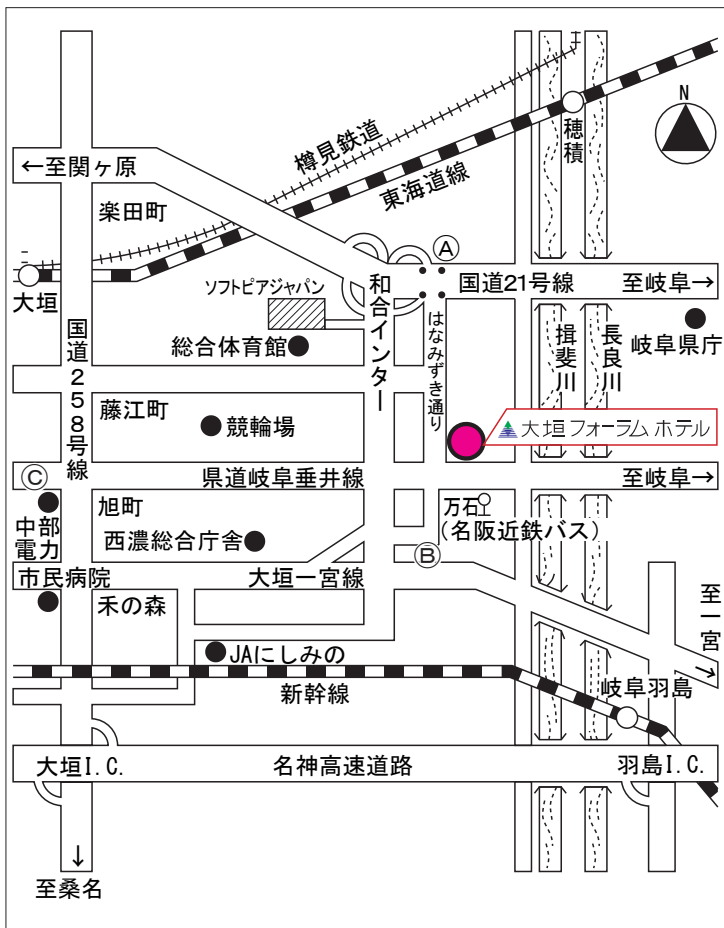 N
穂積
樽見鉄道
東海道線
←至関ヶ原
楽田町
Ⓐ
大垣
ソフトピアジャパン
和合インター
国道21号線
至岐阜→
はなみずき通り
総合体育館
国道258号線
揖斐川
長良川
岐阜県庁
藤江町
競輪場
大垣フォーラムホテル
Ⓒ
県道岐阜垂井線
至岐阜→
中部
電力
旭町
万石
(名阪近鉄バス)
西濃総合庁舎
Ⓑ
市民病院
大垣一宮線
至一宮→
禾の森
JAにしみの
新幹線
岐阜羽島
大垣I.C.
名神高速道路
羽島I.C.
↓
至桑名